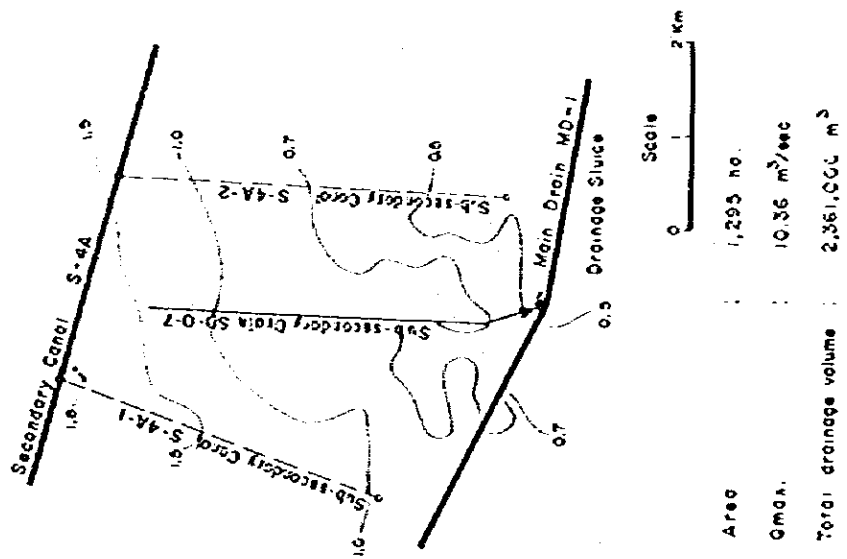 Secondary Canal S-4A
1.5
1.0
0.7
0.5
1.6
1.5
1.0
Sub-secondary Canal S-4A-1
Sub-secondary Drain SD-0-7
Sub-secondary Canal S-4A-2
Main Drain MD-1
Drainage Sluice
0.5
0.7
Scale
0 1 2 Km
Area : 1,295 ha.
Qmax. : 10.36 m³/sec
Total drainage volume : 2,361,000 m³